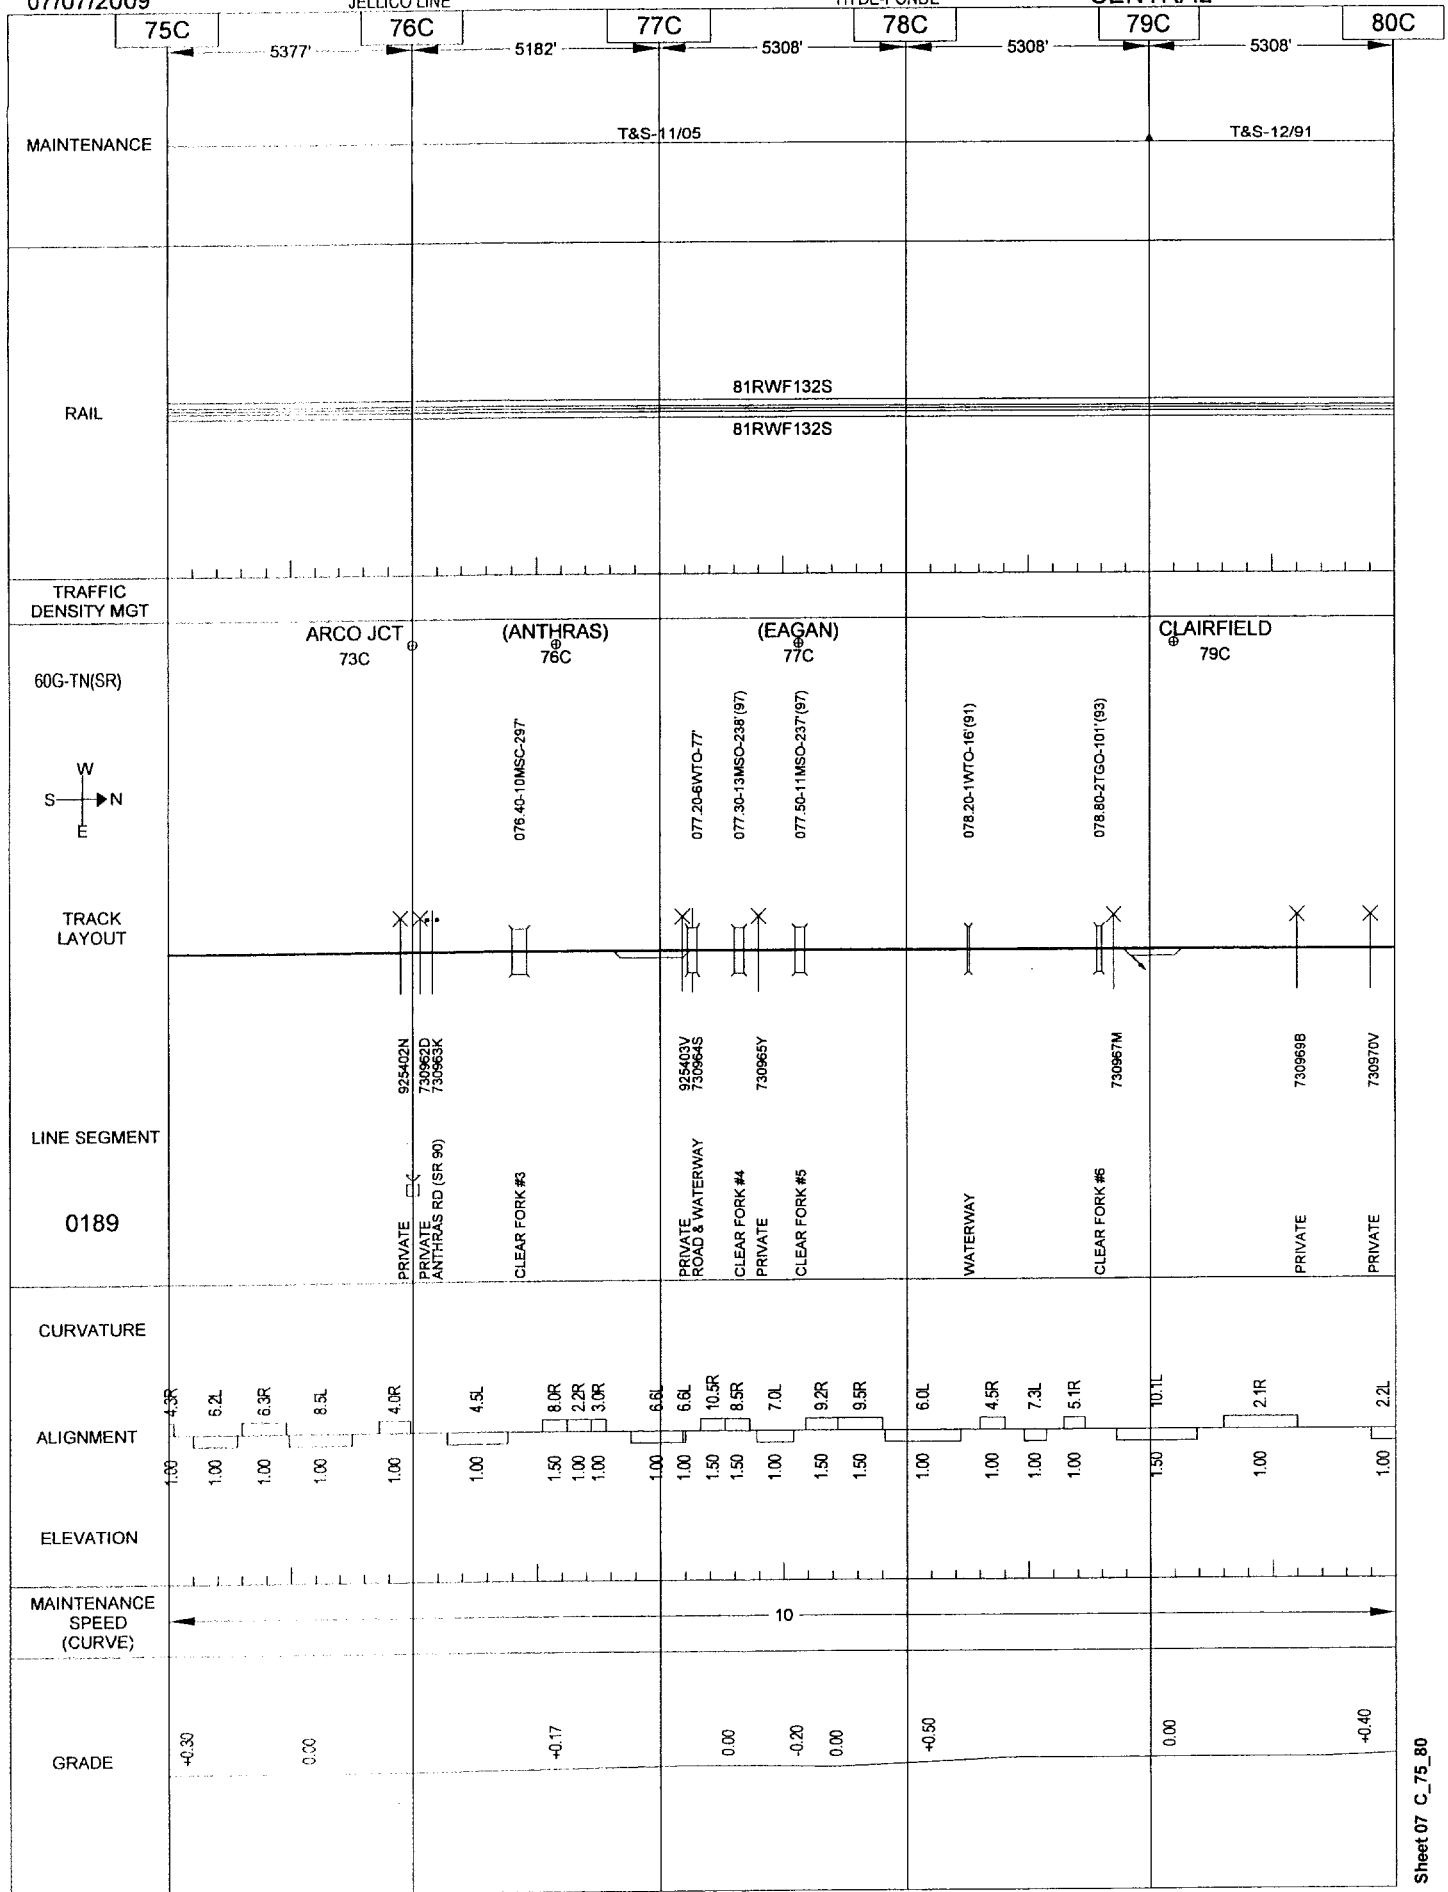 07/07/2009
JELLICO LINE
75C
76C
77C
78C
79C
80C
5377'
5182'
5308'
5308'
5308'
MAINTENANCE
T&S-11/05
T&S-12/91
RAIL
81RWF132S
81RWF132S
TRAFFIC
DENSITY MGT
ARCO JCT
73C
(ANTHRAS)
76C
(EAGAN)
77C
CLAIRFIELD
79C
60G-TN(SR)
W
S
N
E
076.40-10MSC-297'
077.20-6WTO-77'
077.30-13MSO-238'(97)
077.50-11MSO-237'(97)
078.20-1WTO-16'(91)
078.80-2TGO-101'(93)
TRACK
LAYOUT
925402N
730962D
730963K
925403V
730964S
730965Y
730967M
730969B
730970V
LINE SEGMENT
0189
PRIVATE
PRIVATE
ANTHRAS RD (SR 90)
CLEAR FORK #3
PRIVATE
ROAD & WATERWAY
CLEAR FORK #4
PRIVATE
CLEAR FORK #5
WATERWAY
CLEAR FORK #6
PRIVATE
PRIVATE
CURVATURE
4.3R
6.2L
6.3R
8.5L
4.0R
4.5L
8.0R
2.2R
3.0R
6.6L
6.6L
10.5R
8.5R
7.0L
9.2R
9.5R
6.0L
4.5R
7.3L
5.1R
10.1L
2.1R
2.2L
ALIGNMENT
1.00
1.00
1.00
1.00
1.00
1.00
1.50
1.00
1.00
1.00
1.00
1.50
1.50
1.00
1.50
1.50
1.00
1.00
1.00
1.00
1.50
1.00
1.00
ELEVATION
MAINTENANCE
SPEED
(CURVE)
10
GRADE
+0.30
0.00
+0.17
0.00
-0.20
0.00
+0.50
0.00
+0.40
Sheet 07 C_75_80